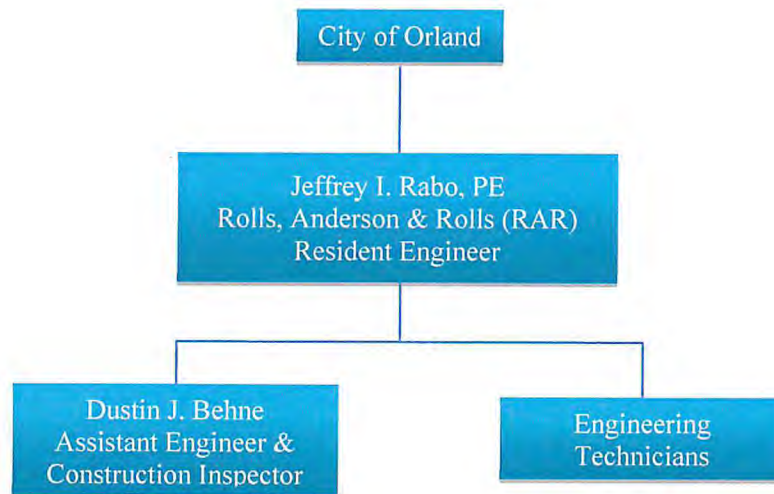 City of Orland
Jeffrey I. Rabo, PE
Rolls, Anderson & Rolls (RAR)
Resident Engineer
Dustin J. Behne
Assistant Engineer &
Construction Inspector
Engineering
Technicians